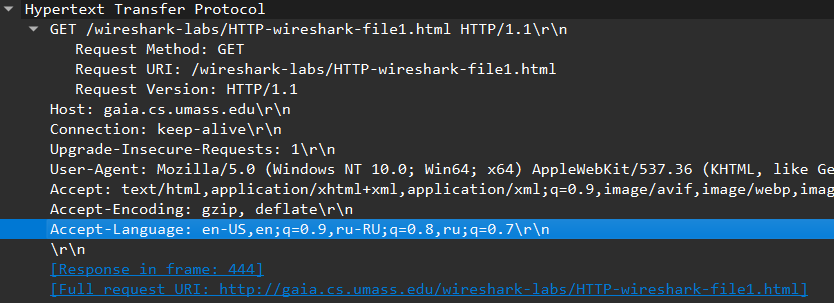 Hypertext Transfer Protocol
GET /wireshark-labs/HTTP-wireshark-file1.html HTTP/1.1\r\n
Request Method: GET
Request URI: /wireshark-labs/HTTP-wireshark-file1.html
Request Version: HTTP/1.1
Host: gaia.cs.umass.edu\r\n
Connection: keep-alive\r\n
Upgrade-Insecure-Requests: 1\r\n
User-Agent: Mozilla/5.0 (Windows NT 10.0; Win64; x64) AppleWebKit/537.36 (KHTML, like Ge
Accept: text/html,application/xhtml+xml,application/xml;q=0.9,image/avif,image/webp,imag
Accept-Encoding: gzip, deflate\r\n
Accept-Language: en-US,en;q=0.9,ru-RU;q=0.8,ru;q=0.7\r\n
\r\n
[Response in frame: 444]
[Full request URI: http://gaia.cs.umass.edu/wireshark-labs/HTTP-wireshark-file1.html]